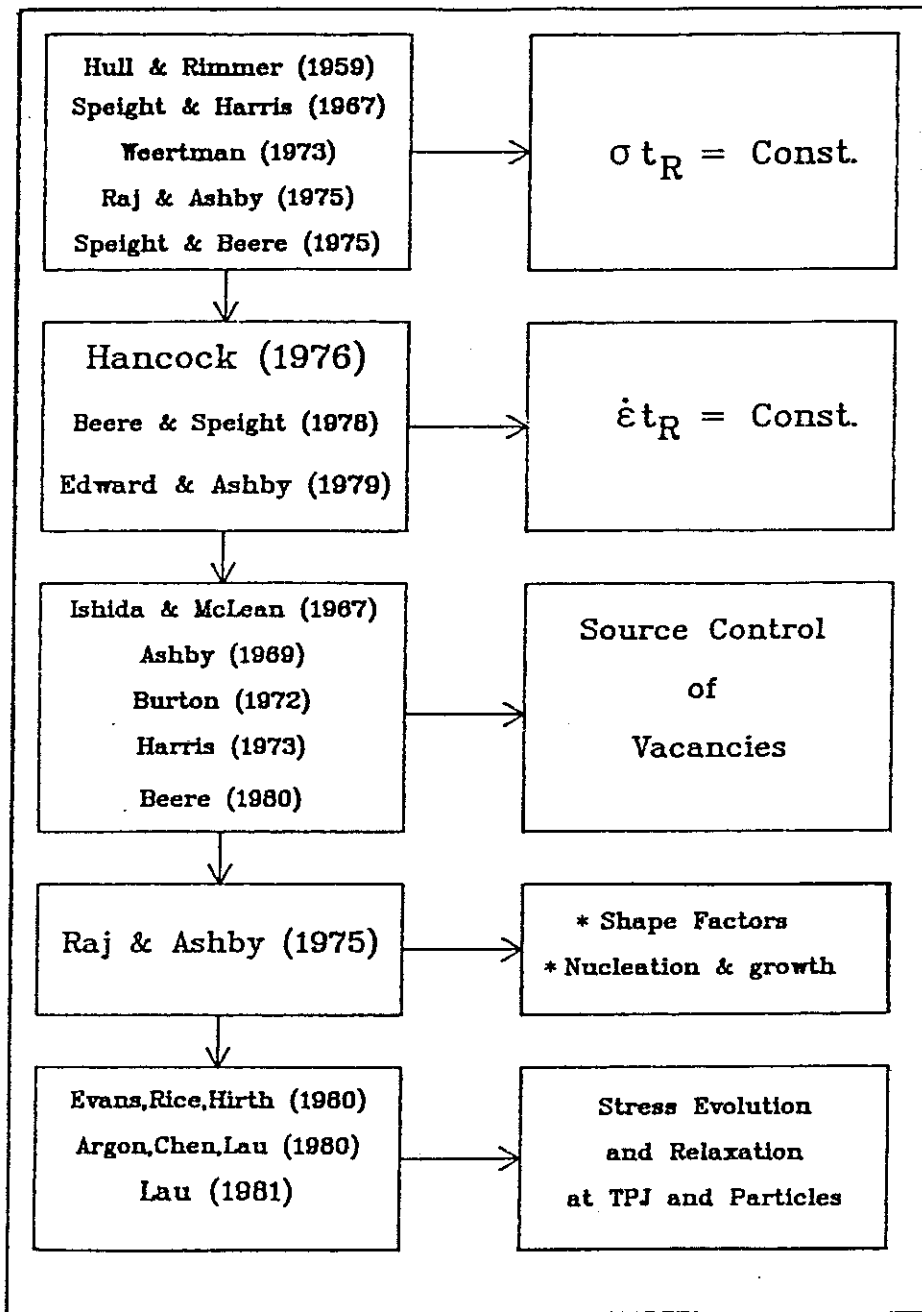 Hull & Rimmer (1959)
Speight & Harris (1967)
Weertman (1973)
Raj & Ashby (1975)
Speight & Beere (1975)
σ t_R = Const.
Hancock (1976)
Beere & Speight (1978)
Edward & Ashby (1979)
ε̇ t_R = Const.
Ishida & McLean (1967)
Ashby (1969)
Burton (1972)
Harris (1973)
Beere (1980)
Source Control
of
Vacancies
Raj & Ashby (1975)
* Shape Factors
* Nucleation & growth
Evans,Rice,Hirth (1980)
Argon,Chen,Lau (1980)
Lau (1981)
Stress Evolution
and Relaxation
at TPJ and Particles